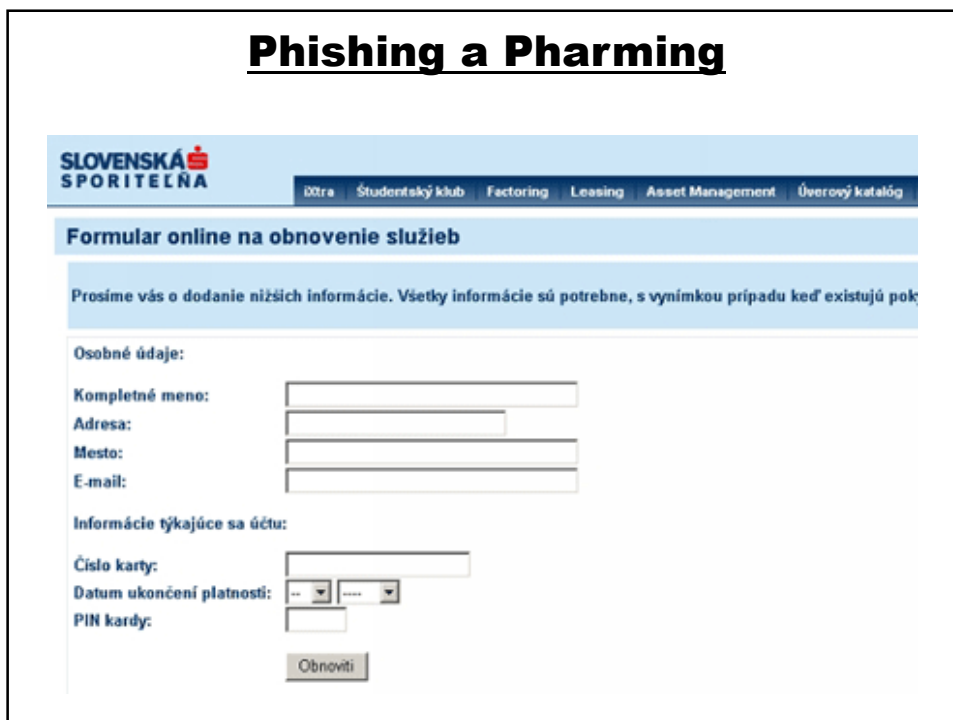 Phishing a Pharming
SLOVENSKÁ
SPORITEĽŇA
iXtra Študentský klub Factoring Leasing Asset Management Úverový katalóg
Formular online na obnovenie služieb
Prosíme vás o dodanie nižšich informácie. Všetky informácie sú potrebne, s vynímkou prípadu keď existujú pok
Osobné údaje:
Kompletné meno:
Adresa:
Mesto:
E-mail:
Informácie týkajúce sa účtu:
Číslo karty:
Datum ukončení platnosti: -- ----
PIN kardy:
Obnoviti